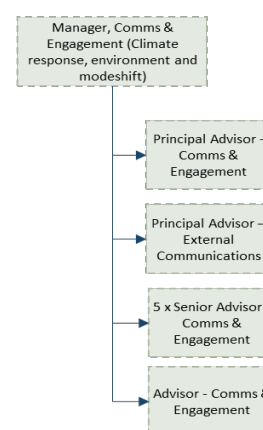 Manager, Comms &
Engagement (Climate
response, environment and
modeshift)
Principal Advisor -
Comms &
Engagement
Principal Advisor –
External
Communications
5 x Senior Advisor
Comms &
Engagement
Advisor - Comms &
Engagement